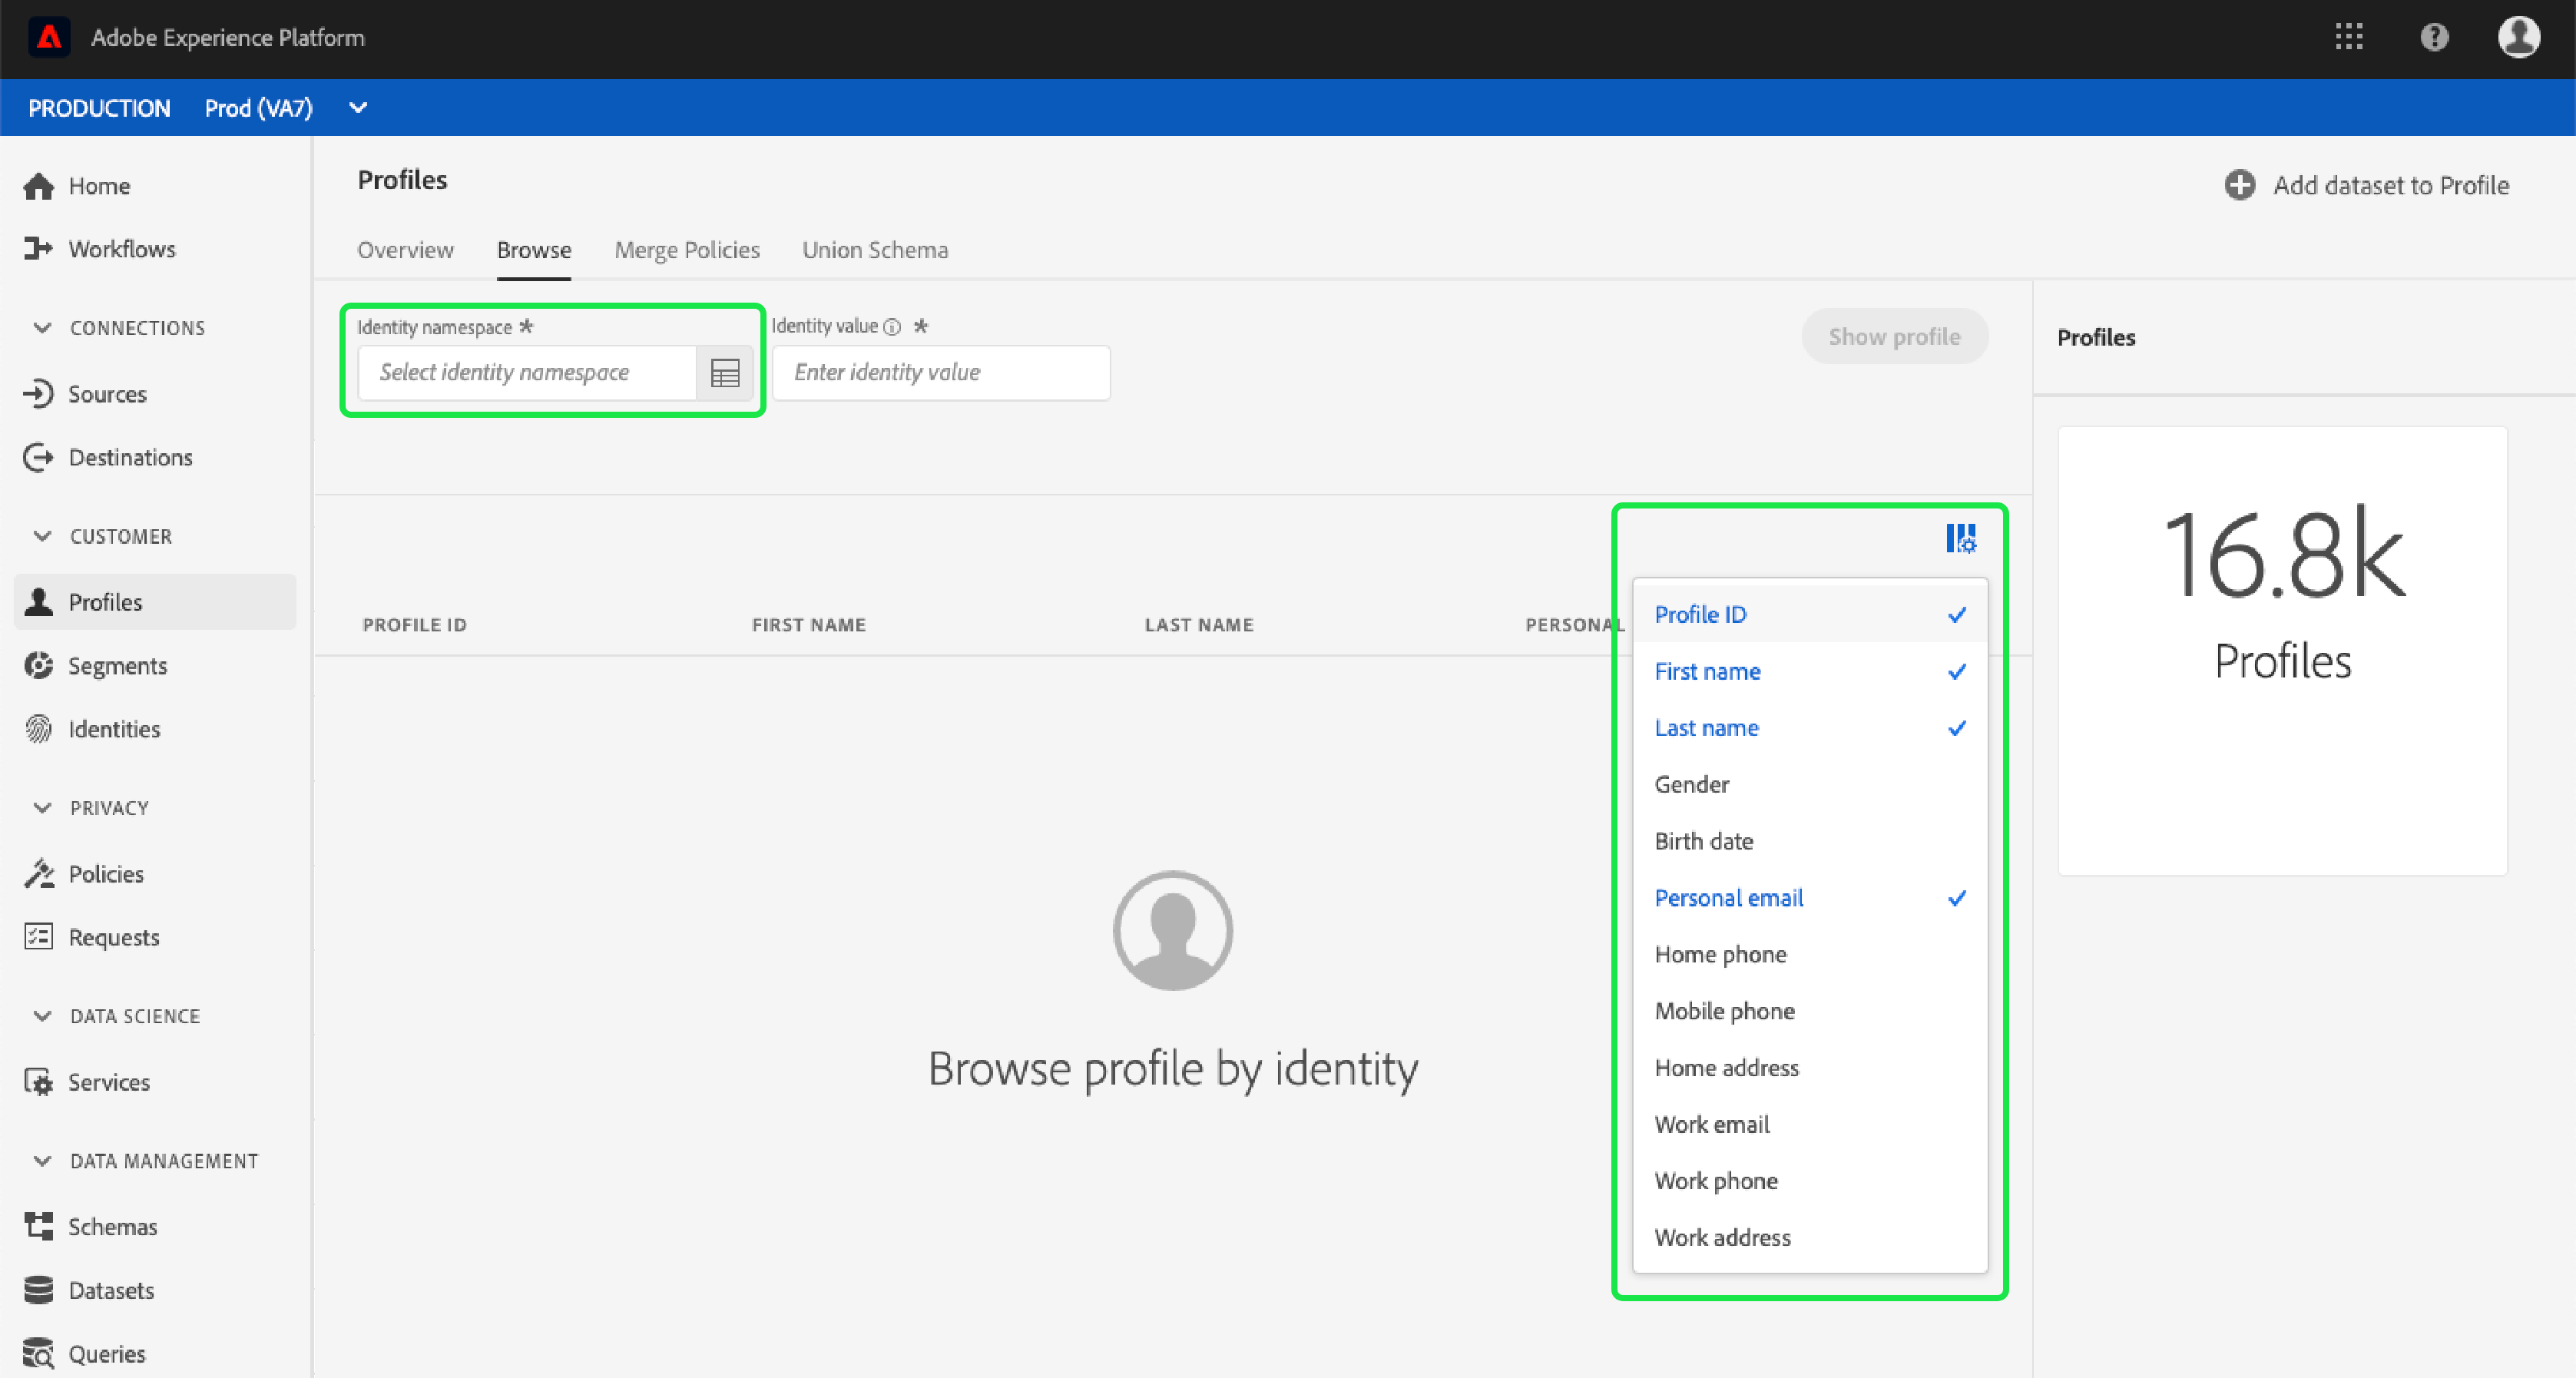 Adobe Experience Platform
PRODUCTION Prod (VA7)
Home
Workflows
CONNECTIONS
Sources
Destinations
CUSTOMER
Profiles
Segments
Identities
PRIVACY
Policies
Requests
DATA SCIENCE
Services
DATA MANAGEMENT
Schemas
Datasets
Queries
Profiles
Add dataset to Profile
Overview Browse Merge Policies Union Schema
Identity namespace * Identity value *
Select identity namespace Enter identity value
Show profile
PROFILE ID FIRST NAME LAST NAME PERSONAL
Profile ID
First name
Last name
Gender
Birth date
Personal email
Home phone
Mobile phone
Home address
Work email
Work phone
Work address
Browse profile by identity
Profiles
16.8k
Profiles